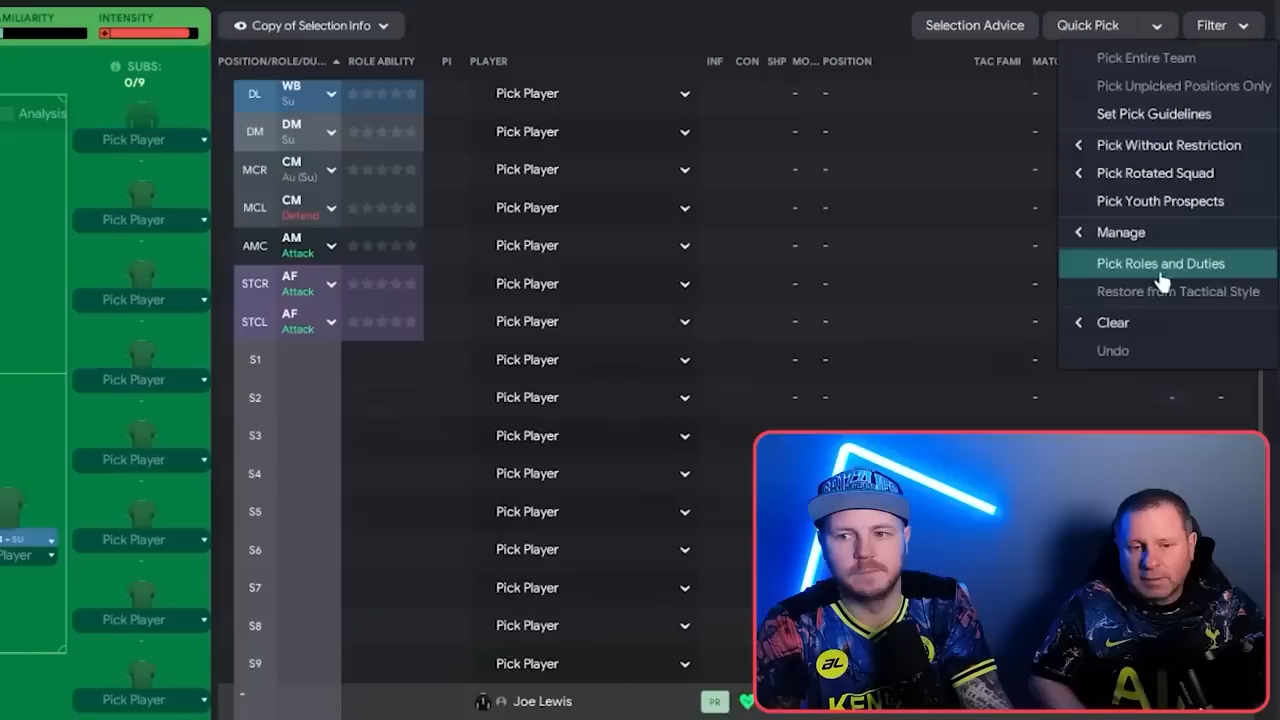 AMILIARITY
INTENSITY
SUBS:
0/9
Analysis
Pick Player
-
Pick Player
-
Pick Player
-
Pick Player
-
Pick Player
-
Pick Player
-
Pick Player
-
Pick Player
- SU
Player
Copy of Selection Info
Selection Advice
Quick Pick
Filter
POSITION/ROLE/DU... ROLE ABILITY PI PLAYER INF CON SHP MO... POSITION TAC FAMI MATC
DL WB Pick Player - - -
Su
DM DM Pick Player - - -
Su
MCR CM Pick Player - - -
Au (Su)
MCL CM Pick Player - - -
Defend
AMC AM Pick Player - - -
Attack
STCR AF Pick Player - - -
Attack
STCL AF Pick Player - - -
Attack
S1 Pick Player - - -
S2 Pick Player - - - - -
S3 Pick Player
S4 Pick Player
S5 Pick Player
S6 Pick Player
S7 Pick Player
S8 Pick Player
S9 Pick Player
- Joe Lewis PR
Pick Entire Team
Pick Unpicked Positions Only
Set Pick Guidelines
Pick Without Restriction
Pick Rotated Squad
Pick Youth Prospects
Manage
Pick Roles and Duties
Restore from Tactical Style
Clear
Undo
KEN
AIA